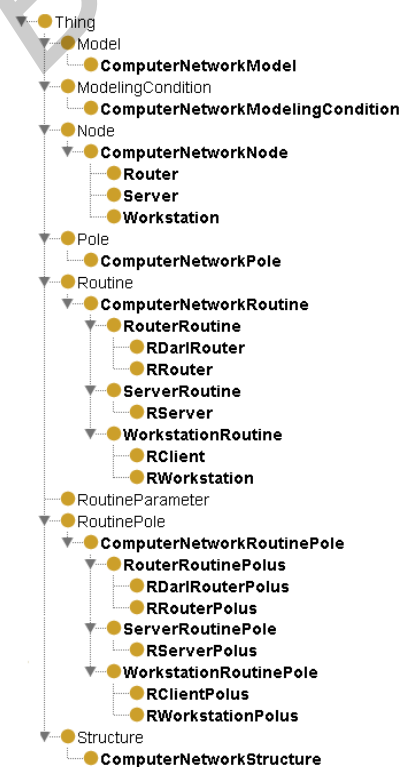 Thing
Model
ComputerNetworkModel
ModelingCondition
ComputerNetworkModelingCondition
Node
ComputerNetworkNode
Router
Server
Workstation
Pole
ComputerNetworkPole
Routine
ComputerNetworkRoutine
RouterRoutine
RDarlRouter
RRouter
ServerRoutine
RServer
WorkstationRoutine
RClient
RWorkstation
RoutineParameter
RoutinePole
ComputerNetworkRoutinePole
RouterRoutinePolus
RDarlRouterPolus
RRouterPolus
ServerRoutinePole
RServerPolus
WorkstationRoutinePole
RClientPolus
RWorkstationPolus
Structure
ComputerNetworkStructure